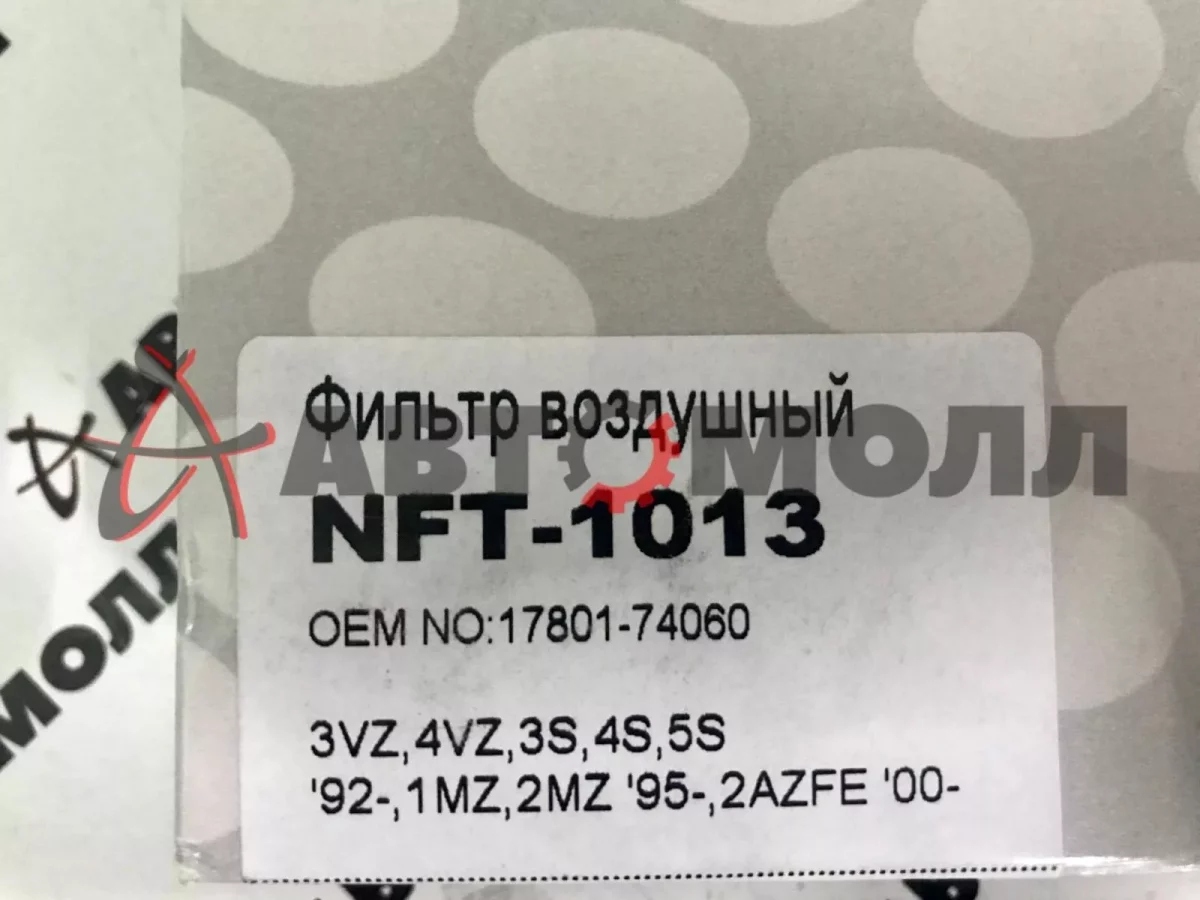 Фильтр воздушный
АВТОМОЛЛ
NFT-1013
OEM NO:17801-74060
3VZ,4VZ,3S,4S,5S
'92-,1MZ,2MZ '95-,2AZFE '00-